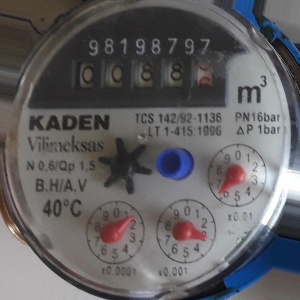 98198797
0088
m³
KADEN
TCS 142/92-1136
PN16bar
Vilimeksas
LT 1-415:1996
ΔP 1bar
N 0,6/Qp 1,5
B.H/A.V
40°C
x0.01
x0.0001
x0.001